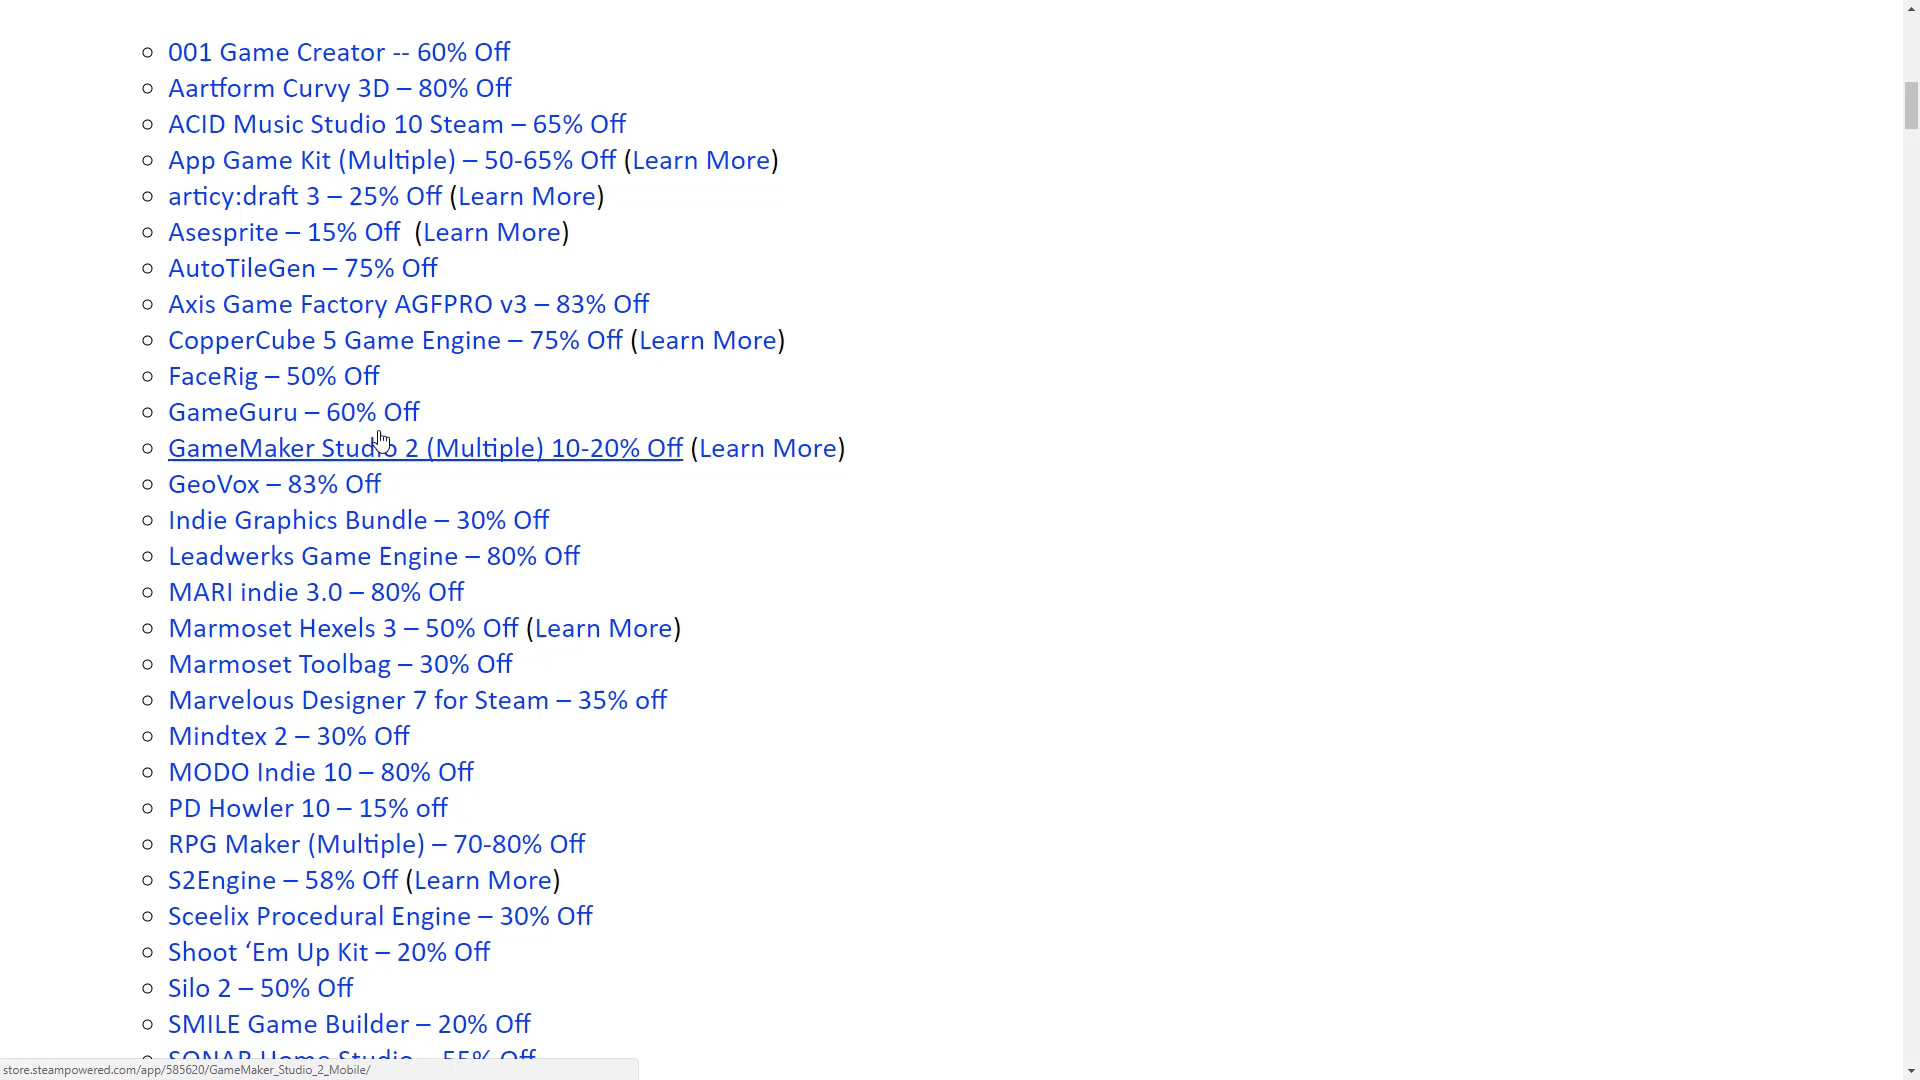 001 Game Creator -- 60% Off
Aartform Curvy 3D – 80% Off
ACID Music Studio 10 Steam – 65% Off
App Game Kit (Multiple) – 50-65% Off (Learn More)
articy:draft 3 – 25% Off (Learn More)
Asesprite – 15% Off  (Learn More)
AutoTileGen – 75% Off
Axis Game Factory AGFPRO v3 – 83% Off
CopperCube 5 Game Engine – 75% Off (Learn More)
FaceRig – 50% Off
GameGuru – 60% Off
GameMaker Studio 2 (Multiple) 10-20% Off (Learn More)
GeoVox – 83% Off
Indie Graphics Bundle – 30% Off
Leadwerks Game Engine – 80% Off
MARI indie 3.0 – 80% Off
Marmoset Hexels 3 – 50% Off (Learn More)
Marmoset Toolbag – 30% Off
Marvelous Designer 7 for Steam – 35% off
Mindtex 2 – 30% Off
MODO Indie 10 – 80% Off
PD Howler 10 – 15% off
RPG Maker (Multiple) – 70-80% Off
S2Engine – 58% Off (Learn More)
Sceelix Procedural Engine – 30% Off
Shoot ‘Em Up Kit – 20% Off
Silo 2 – 50% Off
SMILE Game Builder – 20% Off
SONAR Home Studio – 55% Off
store.steampowered.com/app/585620/GameMaker_Studio_2_Mobile/